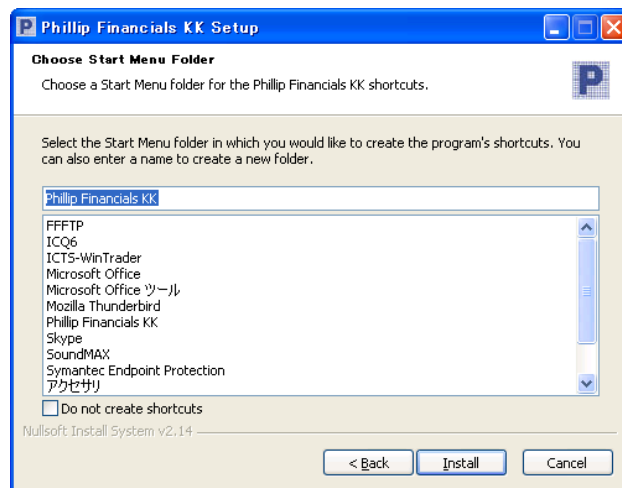 Phillip Financials KK Setup
Choose Start Menu Folder
Choose a Start Menu folder for the Phillip Financials KK shortcuts.
P
Select the Start Menu folder in which you would like to create the program's shortcuts. You
can also enter a name to create a new folder.
Phillip Financials KK
FFFTP
ICQ6
ICTS-WinTrader
Microsoft Office
Microsoft Office ツール
Mozilla Thunderbird
Phillip Financials KK
Skype
SoundMAX
Symantec Endpoint Protection
アクセサリ
Do not create shortcuts
Nullsoft Install System v2.14
< Back
Install
Cancel